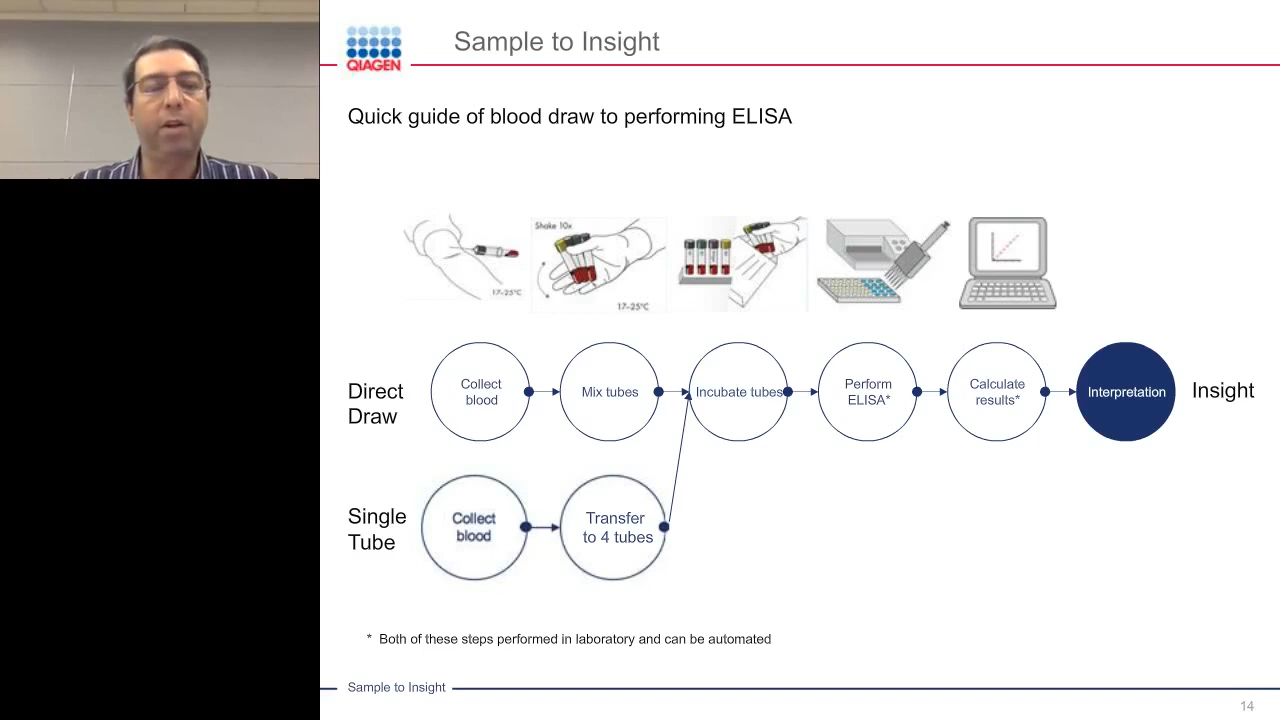 QIAGEN
Sample to Insight
Quick guide of blood draw to performing ELISA
17-25°C
Shake 10x
17-25°C
Direct
Draw
Collect
blood
Mix tubes
Incubate tubes
Perform
ELISA*
Calculate
results*
Interpretation
Insight
Single
Tube
Collect
blood
Transfer
to 4 tubes
* Both of these steps performed in laboratory and can be automated
Sample to Insight
14